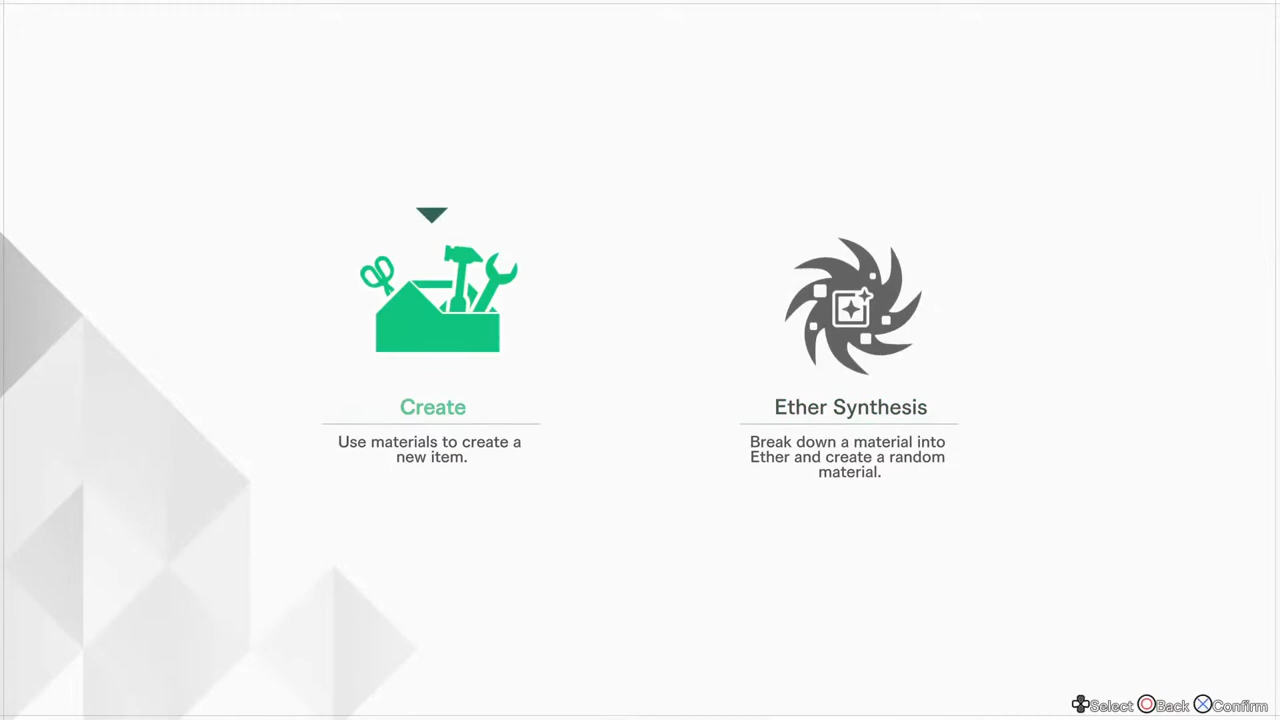 Create
Use materials to create a
new item.
Ether Synthesis
Break down a material into
Ether and create a random
material.
Select Back Confirm